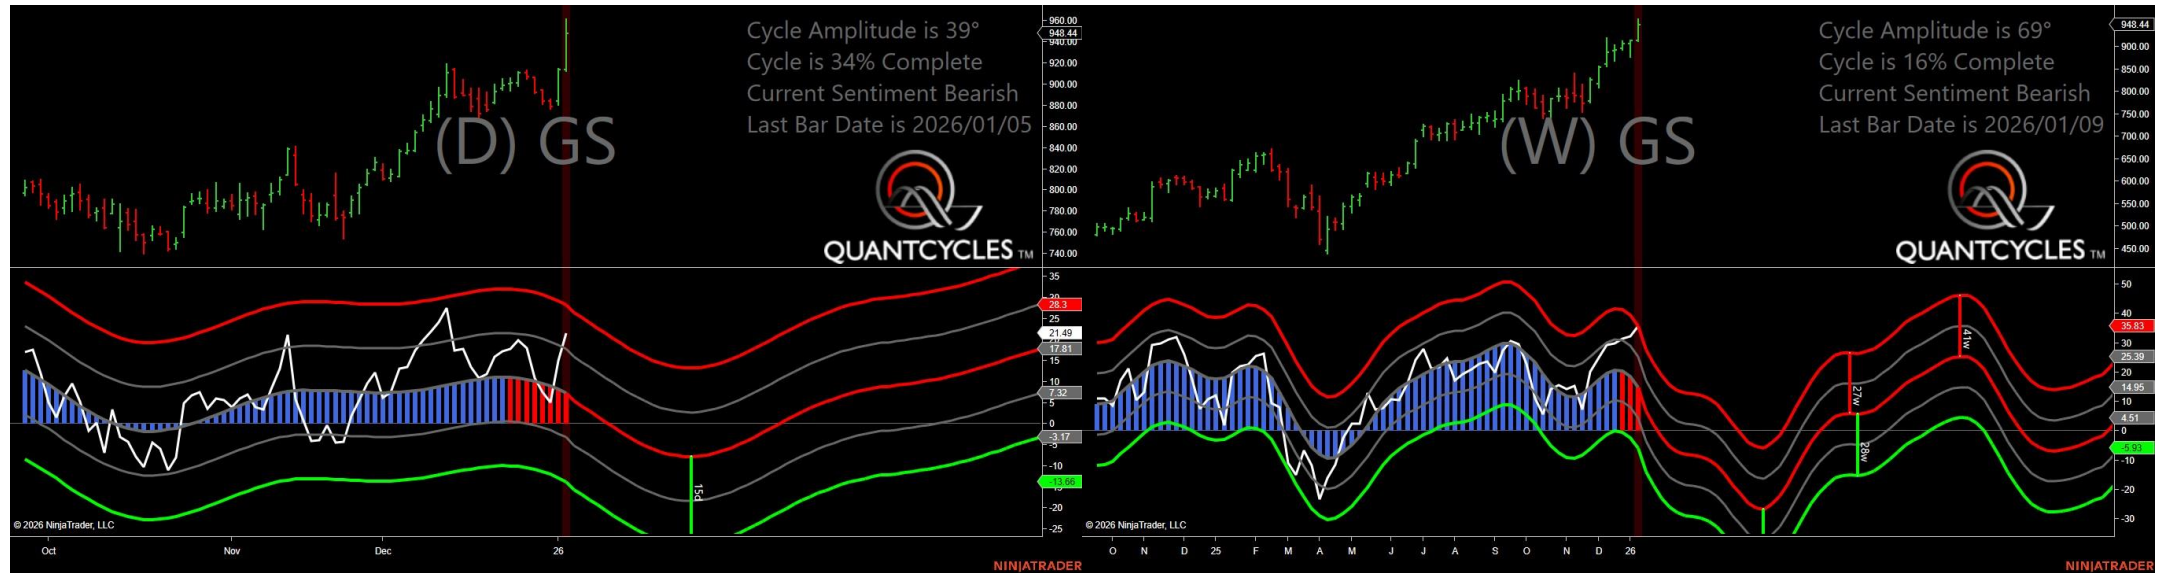 Cycle Amplitude is 39°
Cycle is 34% Complete
Current Sentiment Bearish
Last Bar Date is 2026/01/05
(D) GS
QUANTCYCLES TM
960.00
948.44
940.00
920.00
900.00
880.00
860.00
840.00
820.00
800.00
780.00
760.00
740.00
35
28.3
25
21.49
17.81
15
10
7.32
5
0
-3.17
-5
-10
-13.66
-20
-25
15d
© 2026 NinjaTrader, LLC
Oct Nov Dec 26
NINJATRADER
Cycle Amplitude is 69°
Cycle is 16% Complete
Current Sentiment Bearish
Last Bar Date is 2026/01/09
(W) GS
QUANTCYCLES TM
948.44
900.00
850.00
800.00
750.00
700.00
650.00
600.00
550.00
500.00
450.00
50
40
35.83
30
25.39
20
14.95
10
4.51
0
-5.93
-10
-20
-30
27w
28w
41w
© 2026 NinjaTrader, LLC
O N D 25 F M A M J J A S O N D 26
NINJATRADER